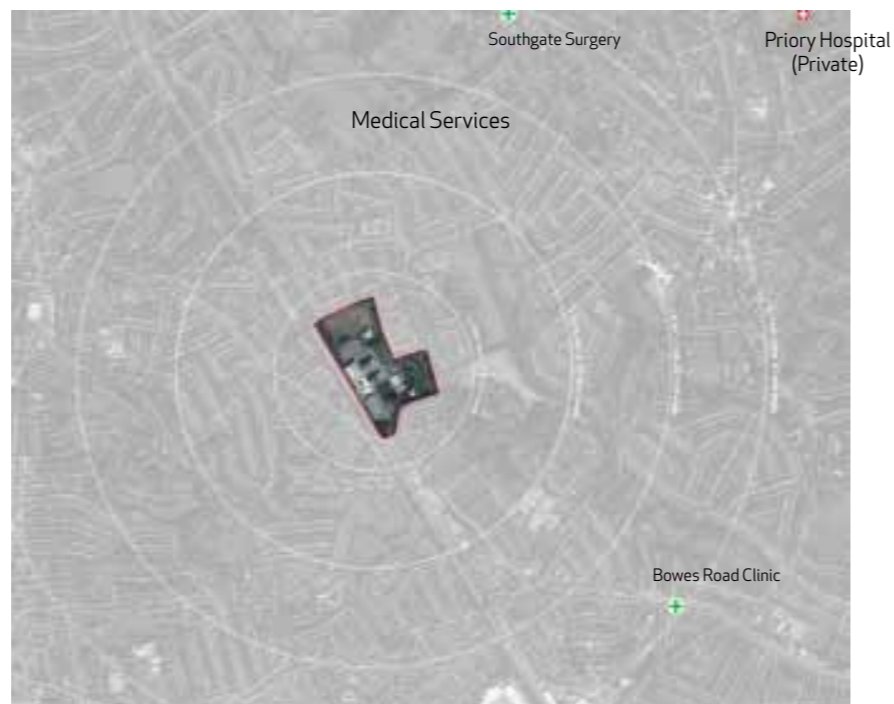 Southgate Surgery
Priory Hospital
(Private)
Medical Services
Bowes Road Clinic